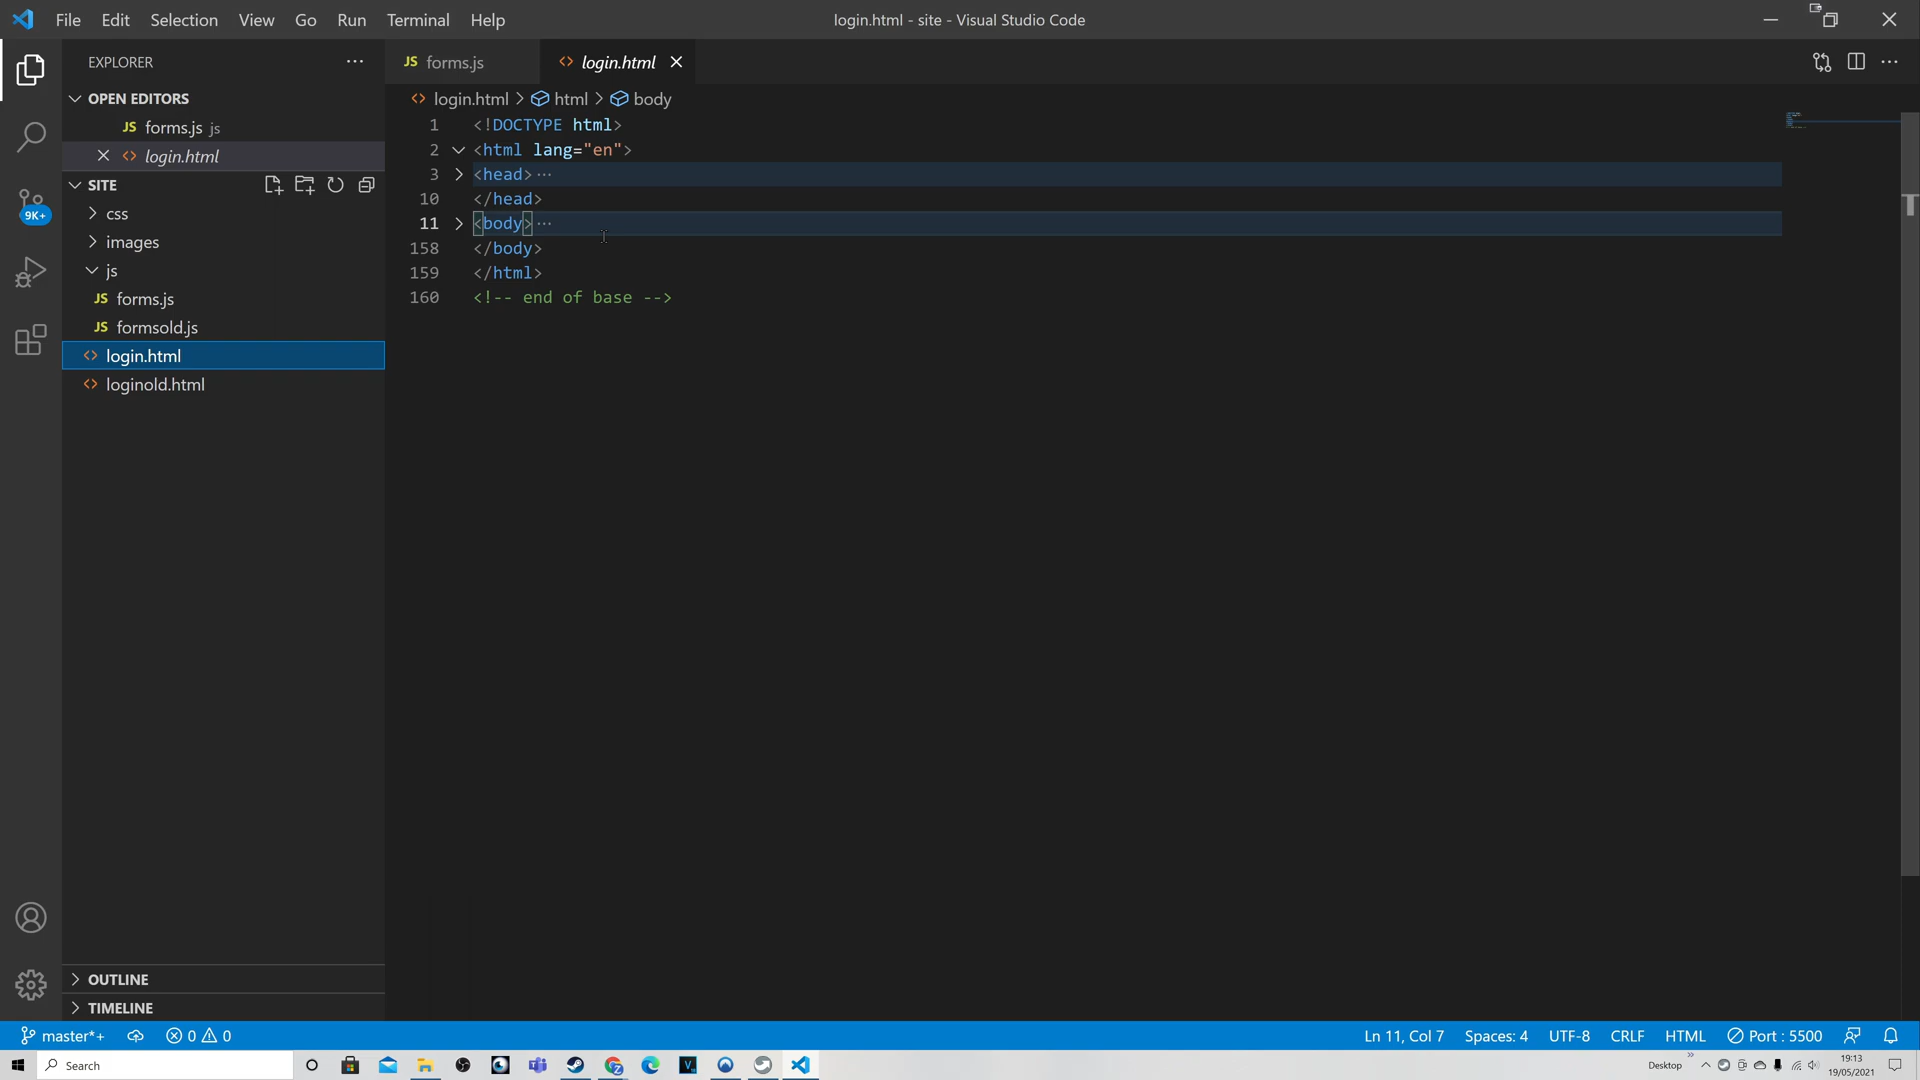 File Edit Selection View Go Run Terminal Help
login.html - site - Visual Studio Code
EXPLORER
OPEN EDITORS
JS forms.js js
<> login.html
SITE
css
images
js
JS forms.js
JS formsold.js
<> login.html
<> loginold.html
OUTLINE
TIMELINE
9K+
JS forms.js
<> login.html
<> login.html > html > body
1 <!DOCTYPE html>
2 <html lang="en">
3 <head> ...
10 </head>
11 <body> ...
158 </body>
159 </html>
160 <!-- end of base -->
master*+ 0 0
Ln 11, Col 7 Spaces: 4 UTF-8 CRLF HTML Port : 5500
Search
Desktop
19:13
19/05/2021